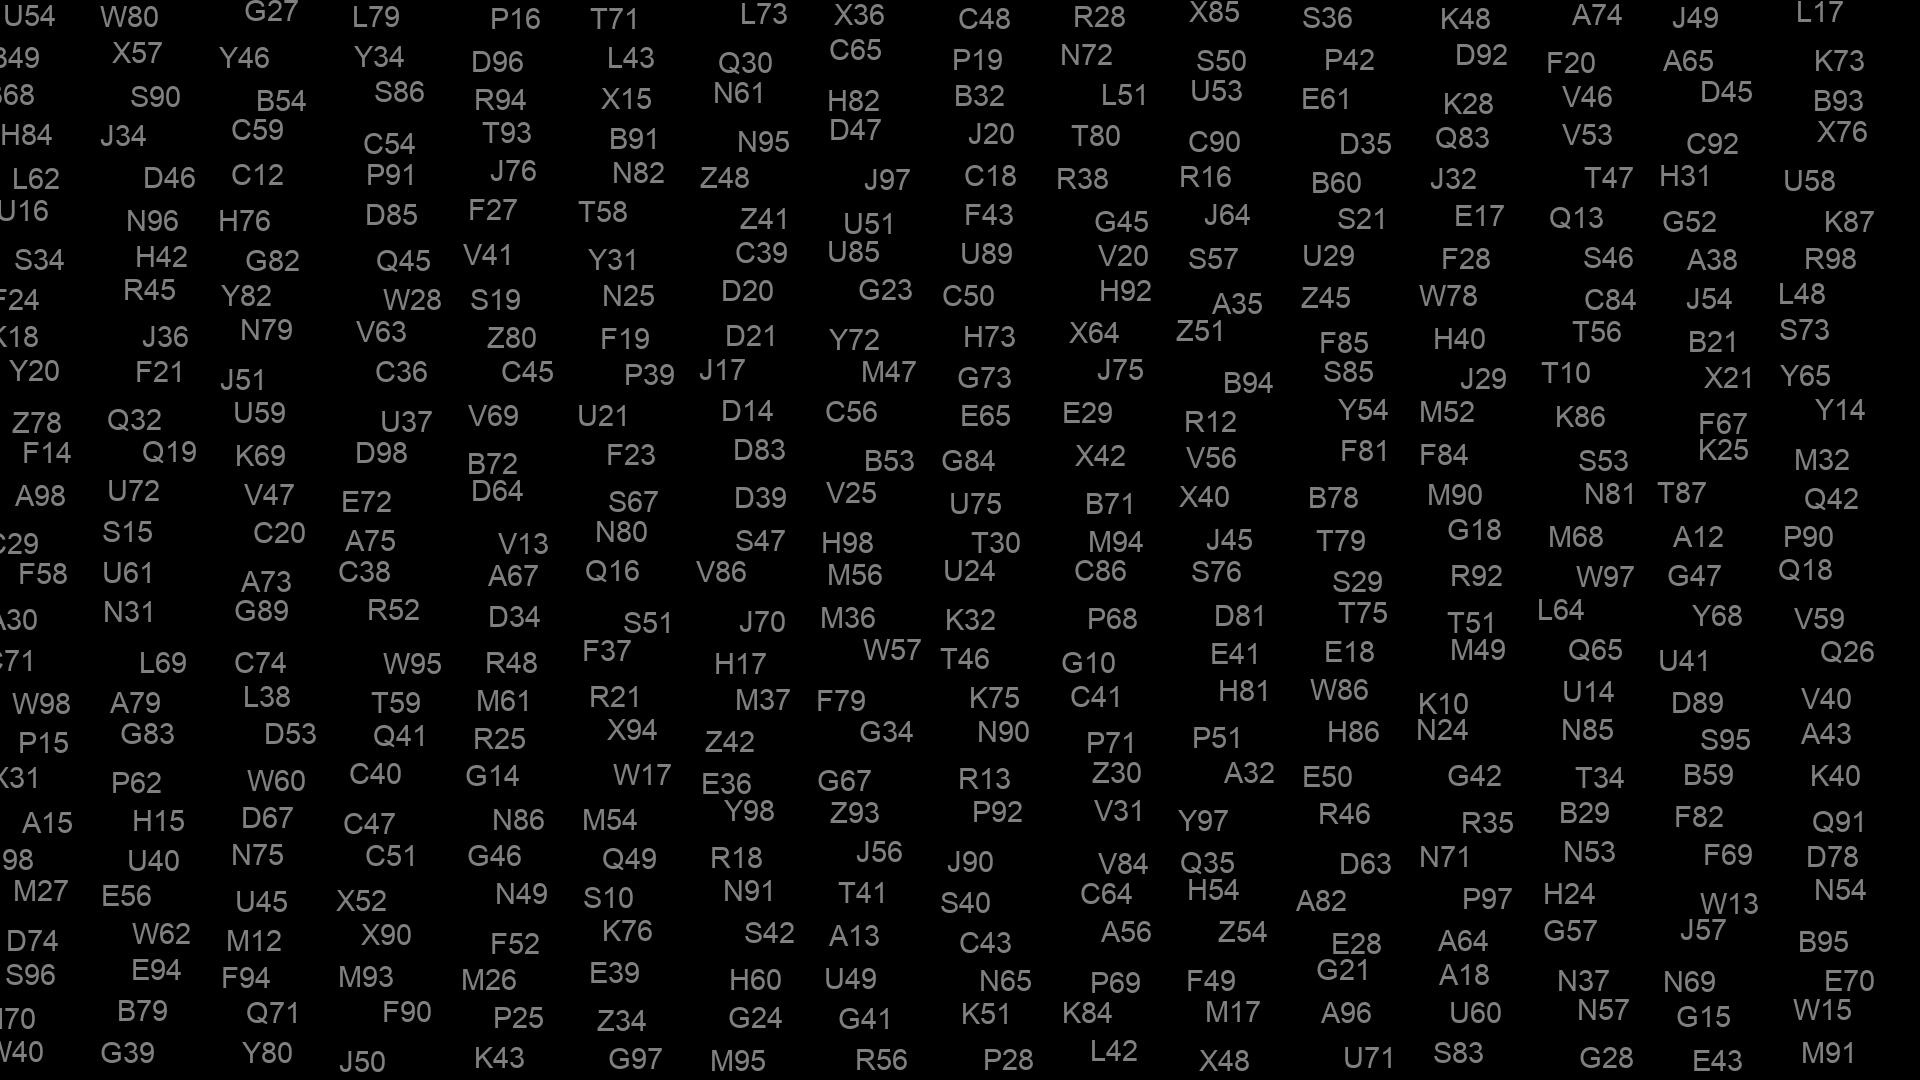 U54 W80 G27 L79 P16 T71 L73 X36 C48 R28 X85 S36 K48 A74 J49 L17
X57 Y46 Y34 D96 L43 Q30 C65 P19 N72 S50 P42 D92 F20 A65 K73
S90 B54 S86 R94 X15 N61 H82 B32 L51 U53 E61 K28 V46 D45 B93
H84 J34 C59 C54 T93 B91 N95 D47 J20 T80 C90 D35 Q83 V53 C92 X76
L62 D46 C12 P91 J76 N82 Z48 J97 C18 R38 R16 B60 J32 T47 H31 U58
U16 N96 H76 D85 F27 T58 Z41 U51 F43 G45 J64 S21 E17 Q13 G52 K87
S34 H42 G82 Q45 V41 Y31 C39 U85 U89 V20 S57 U29 F28 S46 A38 R98
F24 R45 Y82 W28 S19 N25 D20 G23 C50 H92 A35 Z45 W78 C84 J54 L48
K18 J36 N79 V63 Z80 F19 D21 Y72 H73 X64 Z51 F85 H40 T56 B21 S73
Y20 F21 J51 C36 C45 P39 J17 M47 G73 J75 B94 S85 J29 T10 X21 Y65
Z78 Q32 U59 U37 V69 U21 D14 C56 E65 E29 R12 Y54 M52 K86 F67 Y14
F14 Q19 K69 D98 B72 F23 D83 B53 G84 X42 V56 F81 F84 S53 K25 M32
A98 U72 V47 E72 D64 S67 D39 V25 U75 B71 X40 B78 M90 N81 T87 Q42
C29 S15 C20 A75 V13 N80 S47 H98 T30 M94 J45 T79 G18 M68 A12 P90
F58 U61 A73 C38 A67 Q16 V86 M56 U24 C86 S76 S29 R92 W97 G47 Q18
A30 N31 G89 R52 D34 S51 J70 M36 K32 P68 D81 T75 T51 L64 Y68 V59
L69 C74 W95 R48 F37 H17 W57 T46 G10 E41 E18 M49 Q65 U41 Q26
W98 A79 L38 T59 M61 R21 M37 F79 K75 C41 H81 W86 K10 U14 D89 V40
P15 G83 D53 Q41 R25 X94 Z42 G34 N90 P71 P51 H86 N24 N85 S95 A43
X31 P62 W60 C40 G14 W17 E36 G67 R13 Z30 A32 E50 G42 T34 B59 K40
A15 H15 D67 C47 N86 M54 Y98 Z93 P92 V31 Y97 R46 R35 B29 F82 Q91
98 U40 N75 C51 G46 Q49 R18 J56 J90 V84 Q35 D63 N71 N53 F69 D78
M27 E56 U45 X52 N49 S10 N91 T41 S40 C64 H54 A82 P97 H24 W13 N54
D74 W62 M12 X90 F52 K76 S42 A13 C43 A56 Z54 E28 A64 G57 J57 B95
S96 E94 F94 M93 M26 E39 H60 U49 N65 P69 F49 G21 A18 N37 N69 E70
B79 Q71 F90 P25 Z34 G24 G41 K51 K84 M17 A96 U60 N57 G15 W15
W40 G39 Y80 J50 K43 G97 M95 R56 P28 L42 X48 U71 S83 G28 E43 M91